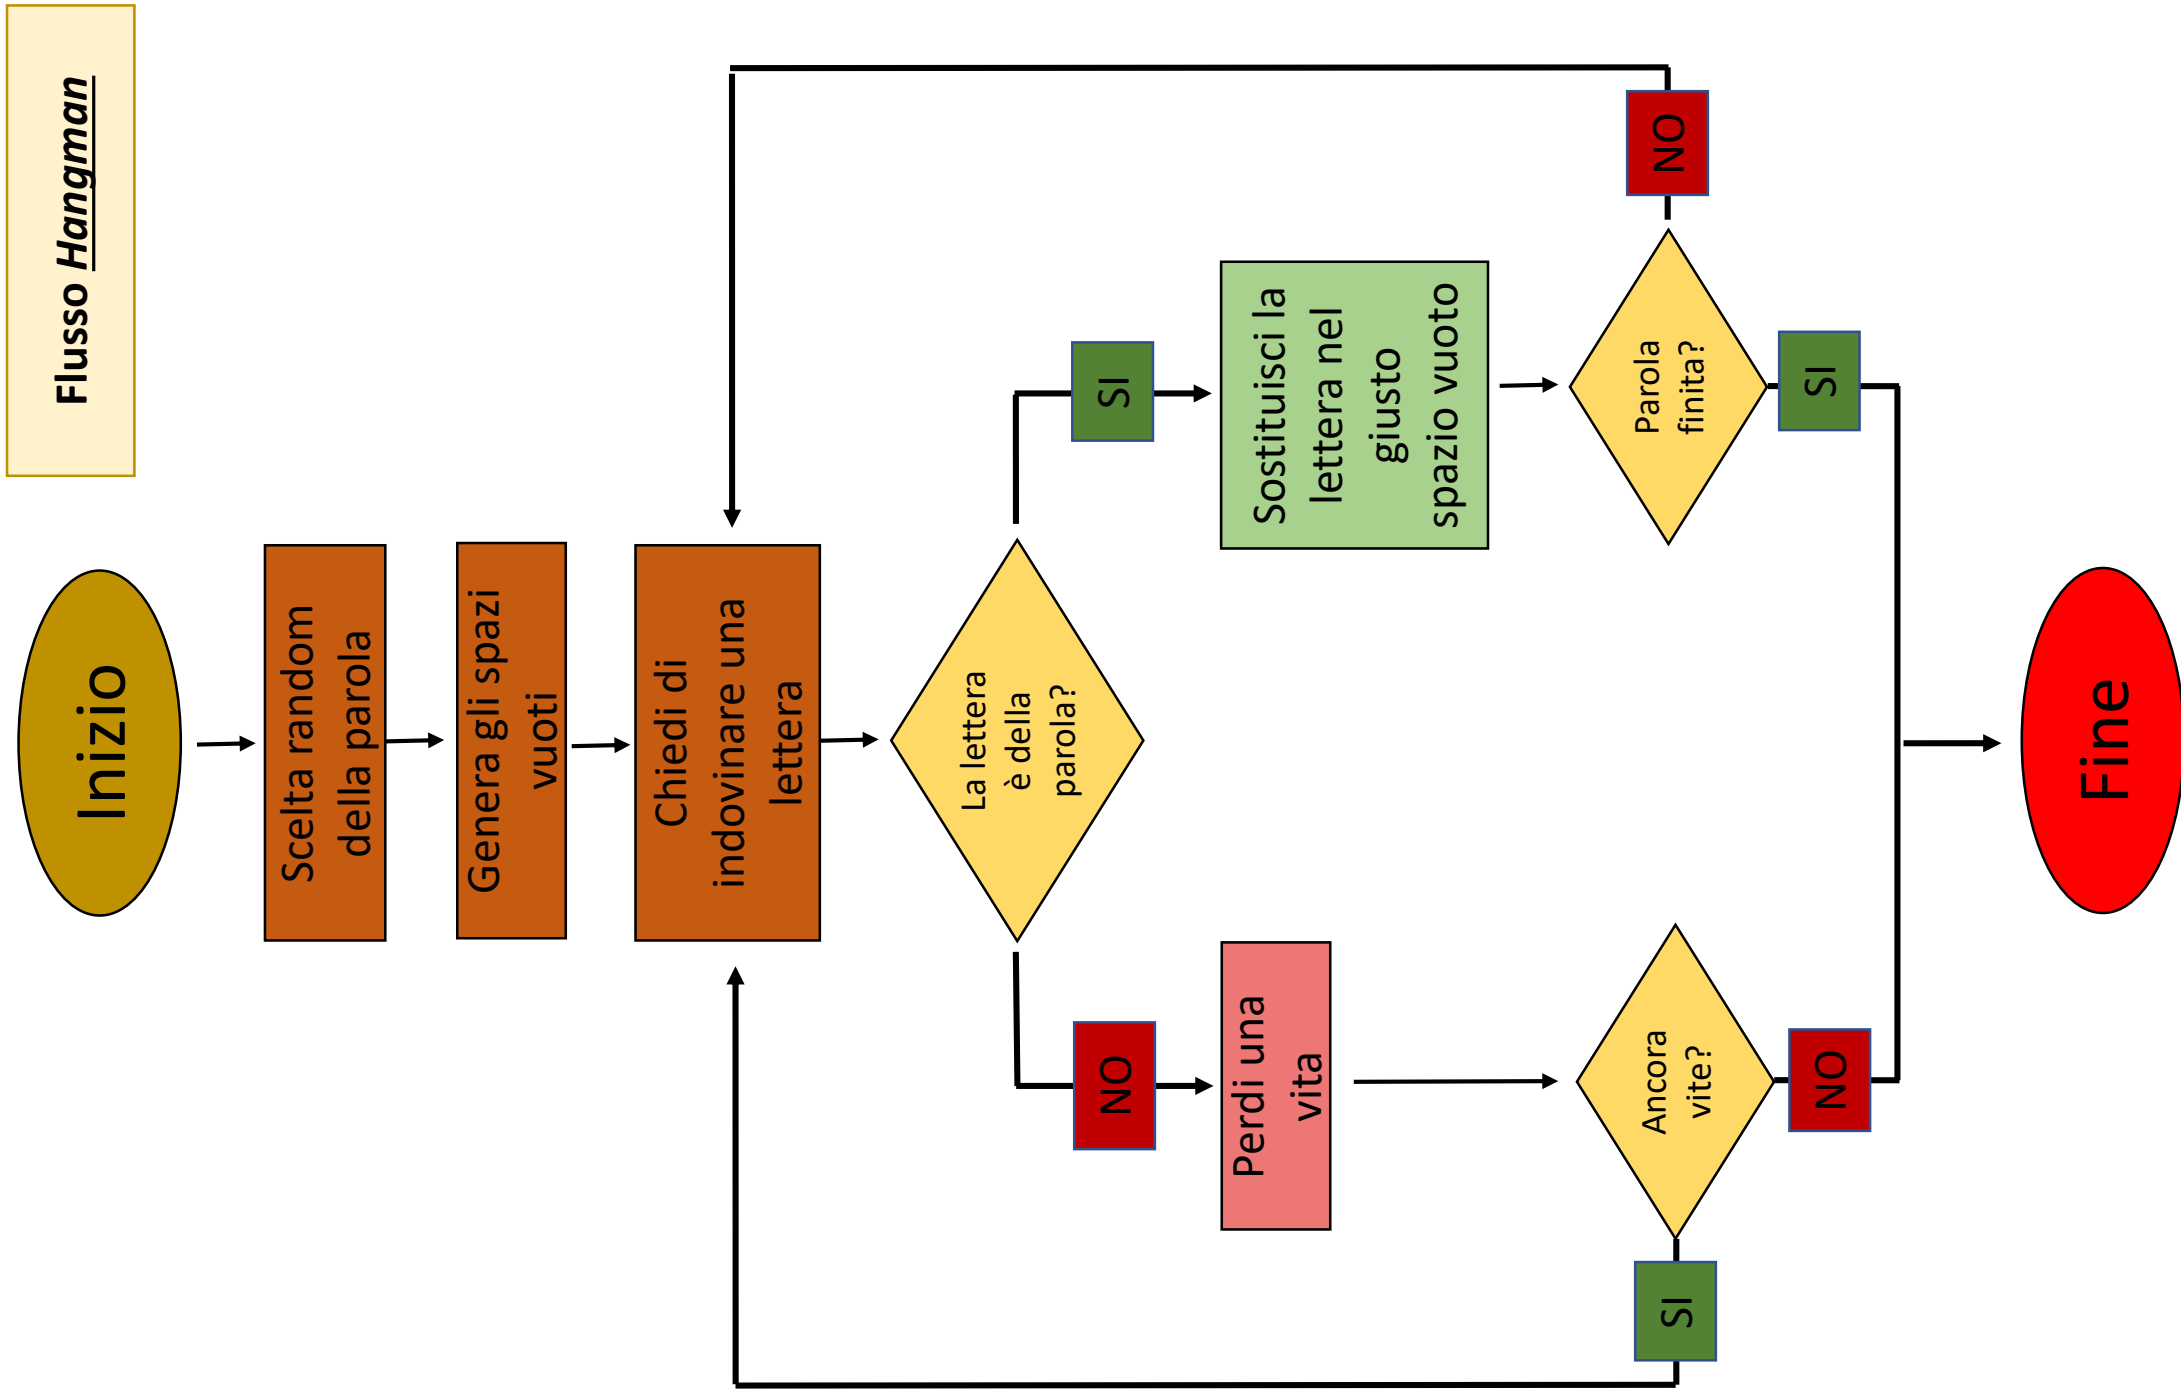 Flusso Hangman
Inizio
Scelta random
della parola
Genera gli spazi
vuoti
Chiedi di
indovinare una
lettera
La lettera
è della
parola?
NO
SI
Perdi una
vita
Sostituisci la
lettera nel
giusto
spazio vuoto
Ancora
vite?
Parola
finita?
SI
NO
NO
SI
Fine